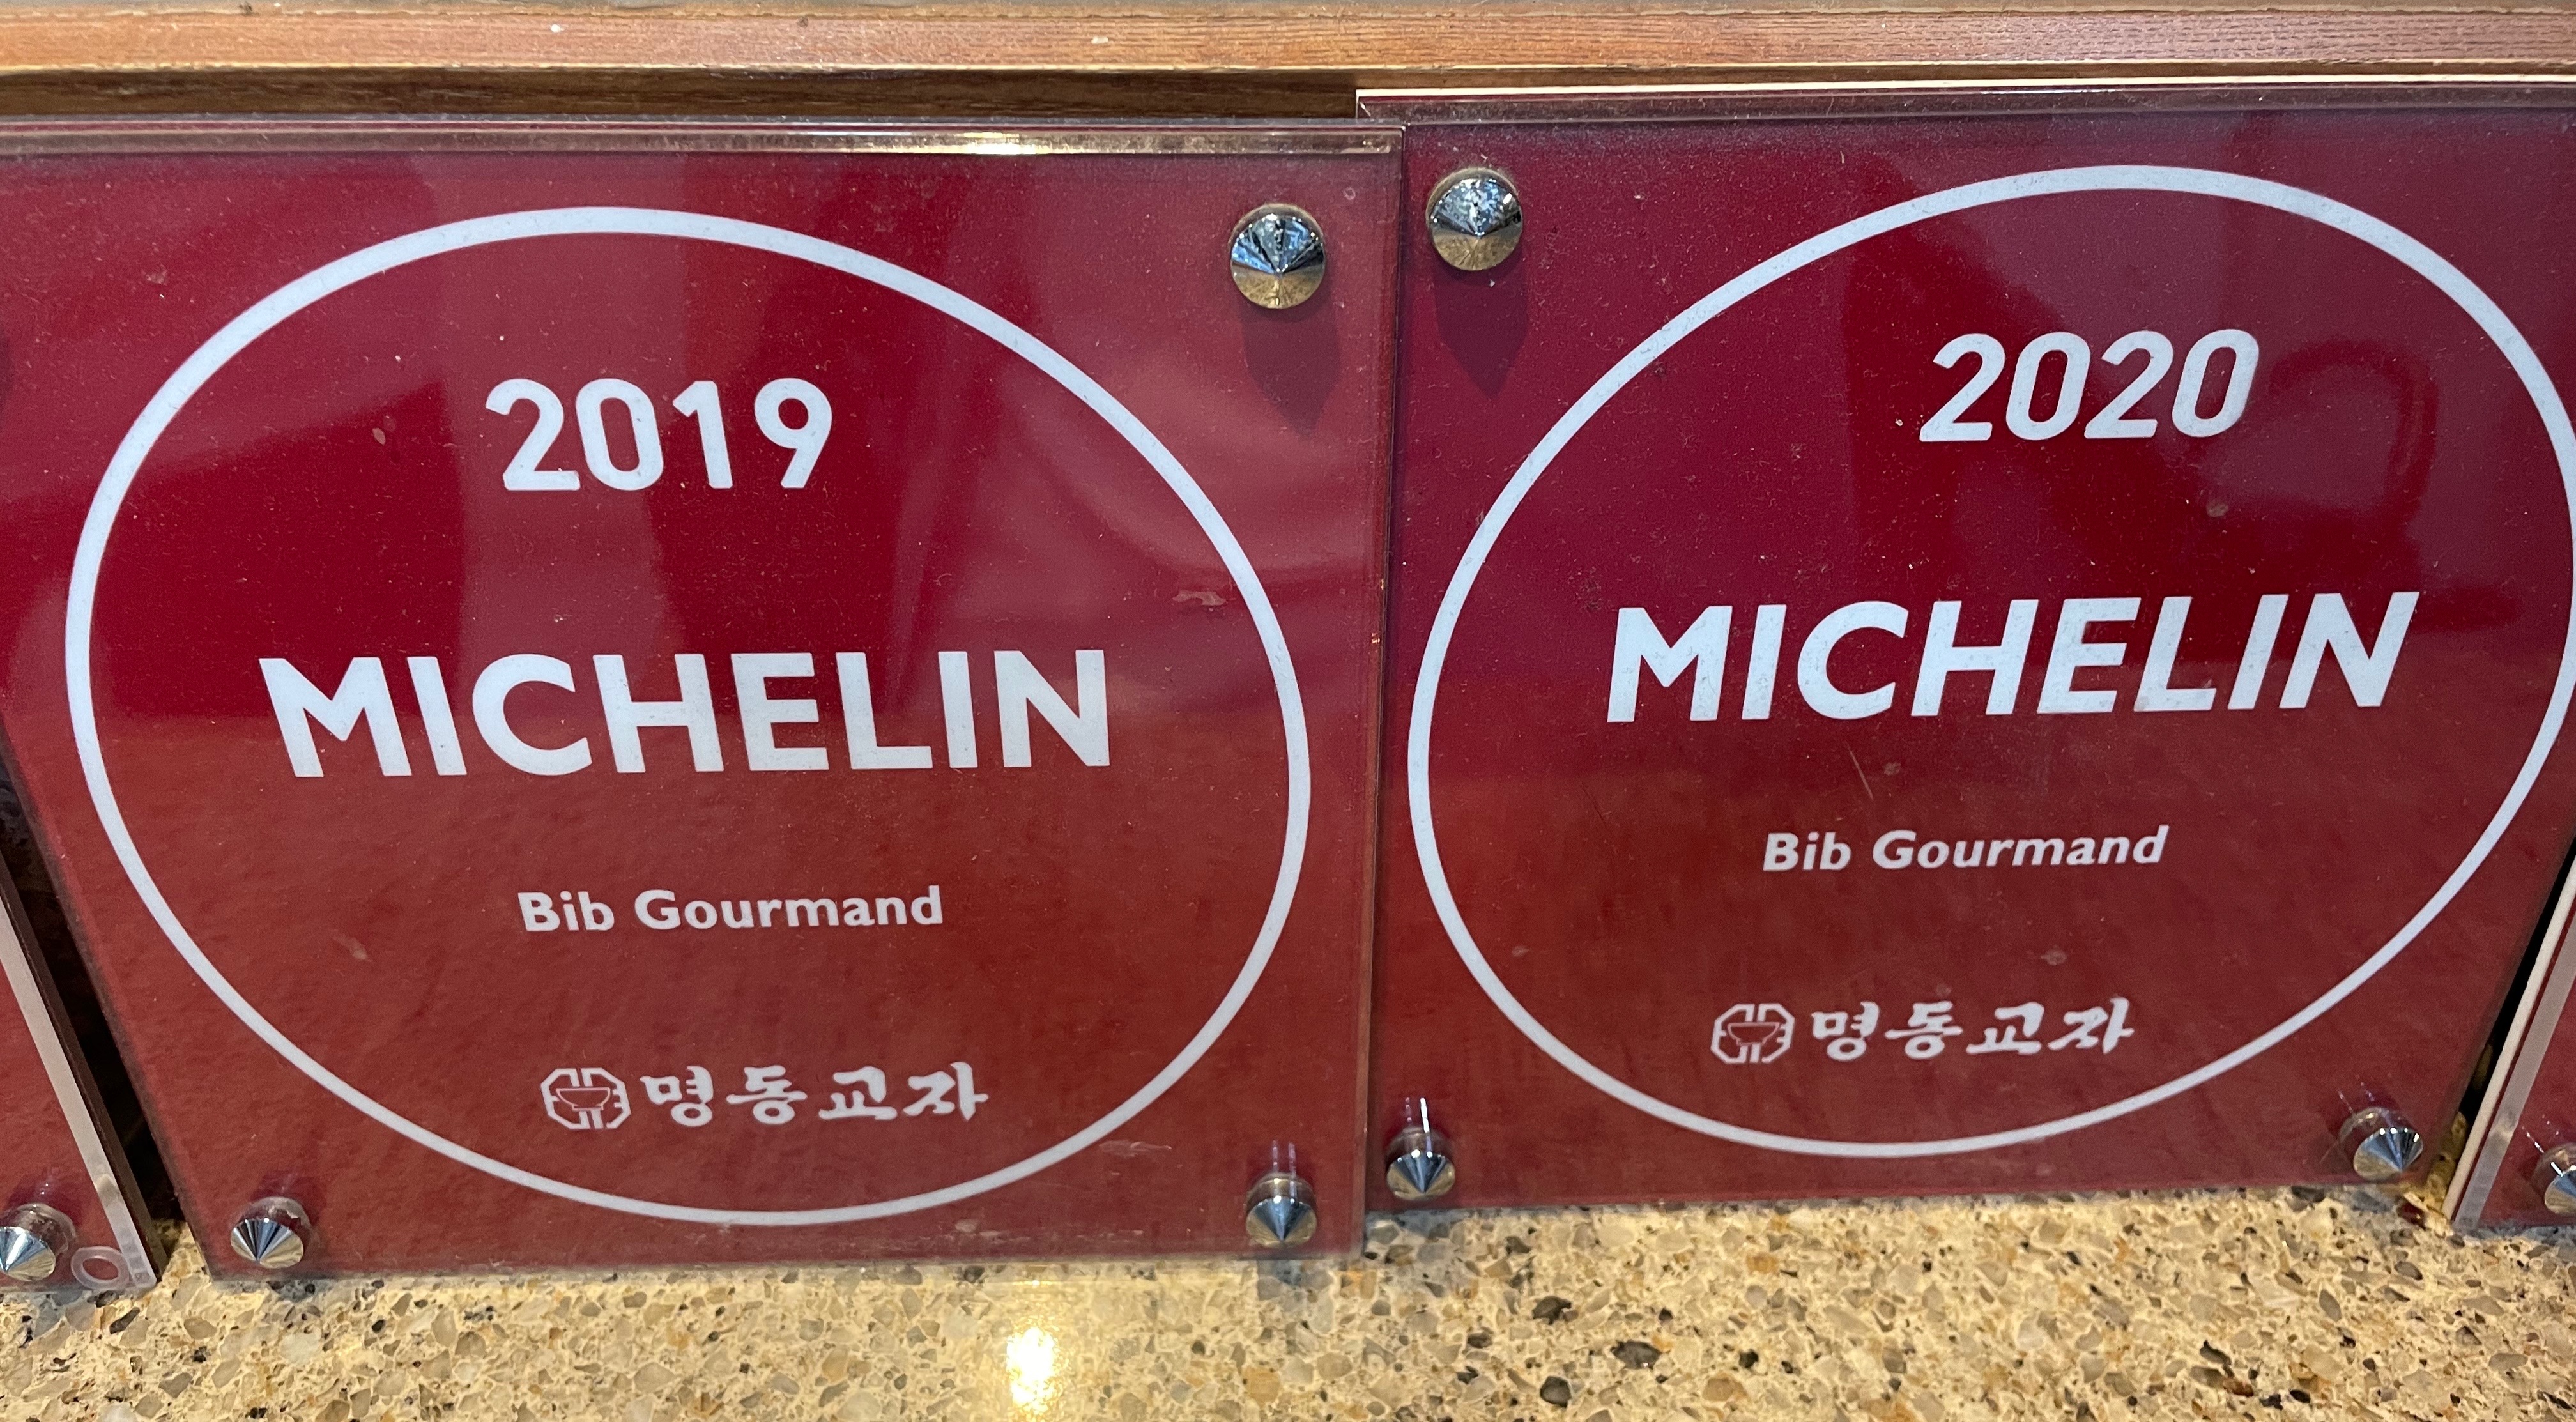 2019
MICHELIN
Bib Gourmand
명동교자
2020
MICHELIN
Bib Gourmand
명동교자